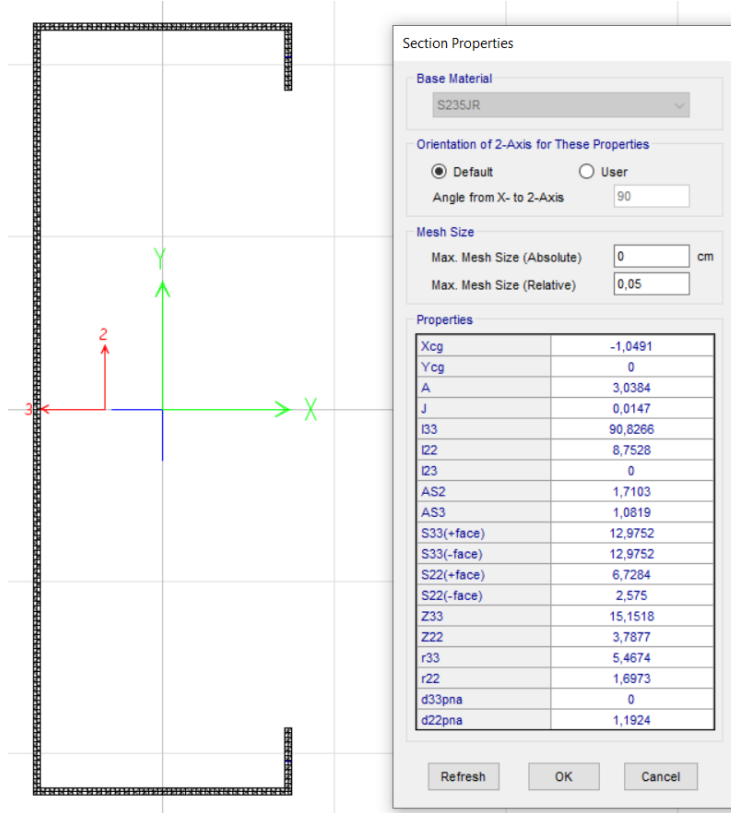 Y
2
3
X
Section Properties
Base Material
S235JR
Orientation of 2-Axis for These Properties
Default User
Angle from X- to 2-Axis 90
Mesh Size
Max. Mesh Size (Absolute) 0 cm
Max. Mesh Size (Relative) 0,05
Properties
Xcg -1,0491
Ycg 0
A 3,0384
J 0,0147
I33 90,8266
I22 8,7528
I23 0
AS2 1,7103
AS3 1,0819
S33(+face) 12,9752
S33(-face) 12,9752
S22(+face) 6,7284
S22(-face) 2,575
Z33 15,1518
Z22 3,7877
r33 5,4674
r22 1,6973
d33pna 0
d22pna 1,1924
Refresh OK Cancel